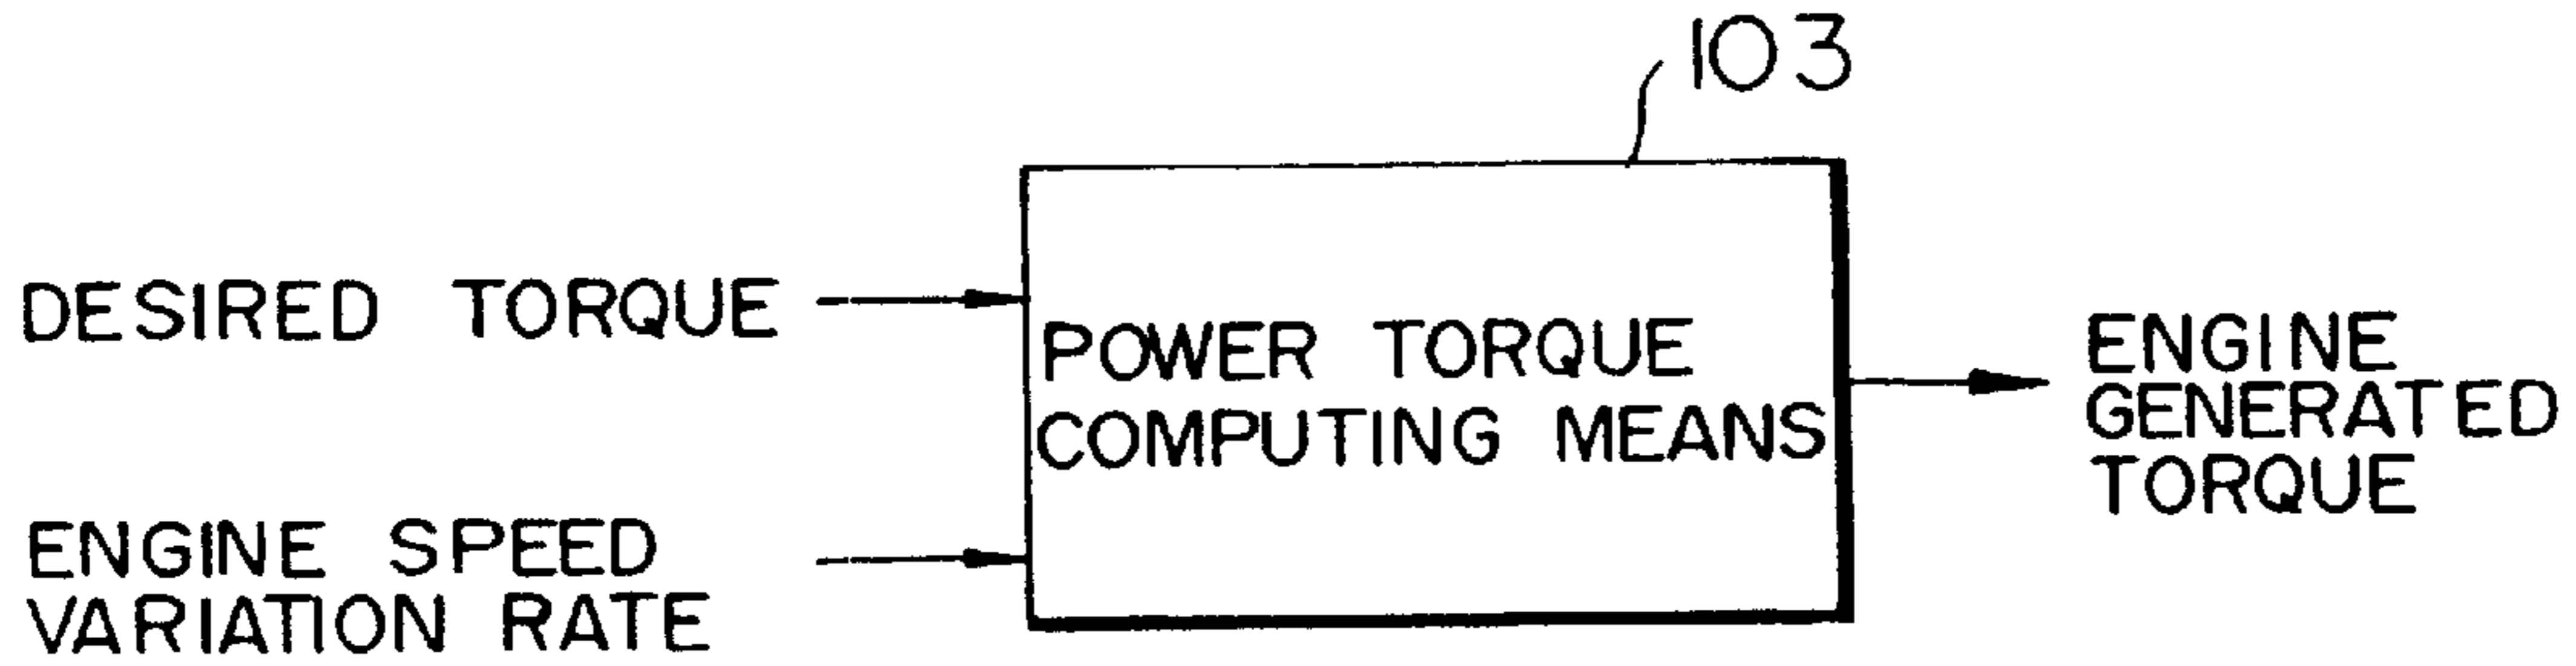 103
DESIRED TORQUE
POWER TORQUE
COMPUTING MEANS
ENGINE SPEED
VARIATION RATE
ENGINE
GENERATED
TORQUE